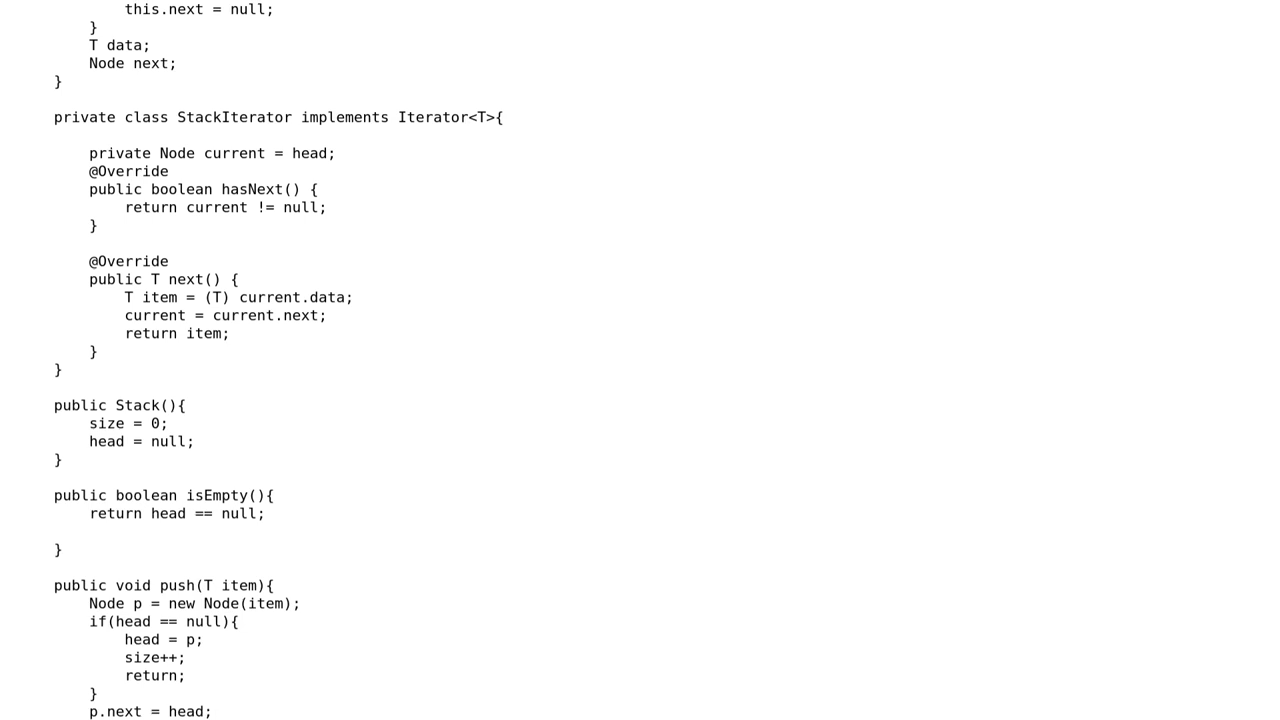 this.next = null;
        }
        T data;
        Node next;
    }

    private class StackIterator implements Iterator<T>{

        private Node current = head;
        @Override
        public boolean hasNext() {
            return current != null;
        }

        @Override
        public T next() {
            T item = (T) current.data;
            current = current.next;
            return item;
        }
    }

    public Stack(){
        size = 0;
        head = null;
    }

    public boolean isEmpty(){
        return head == null;

    }

    public void push(T item){
        Node p = new Node(item);
        if(head == null){
            head = p;
            size++;
            return;
        }
        p.next = head;